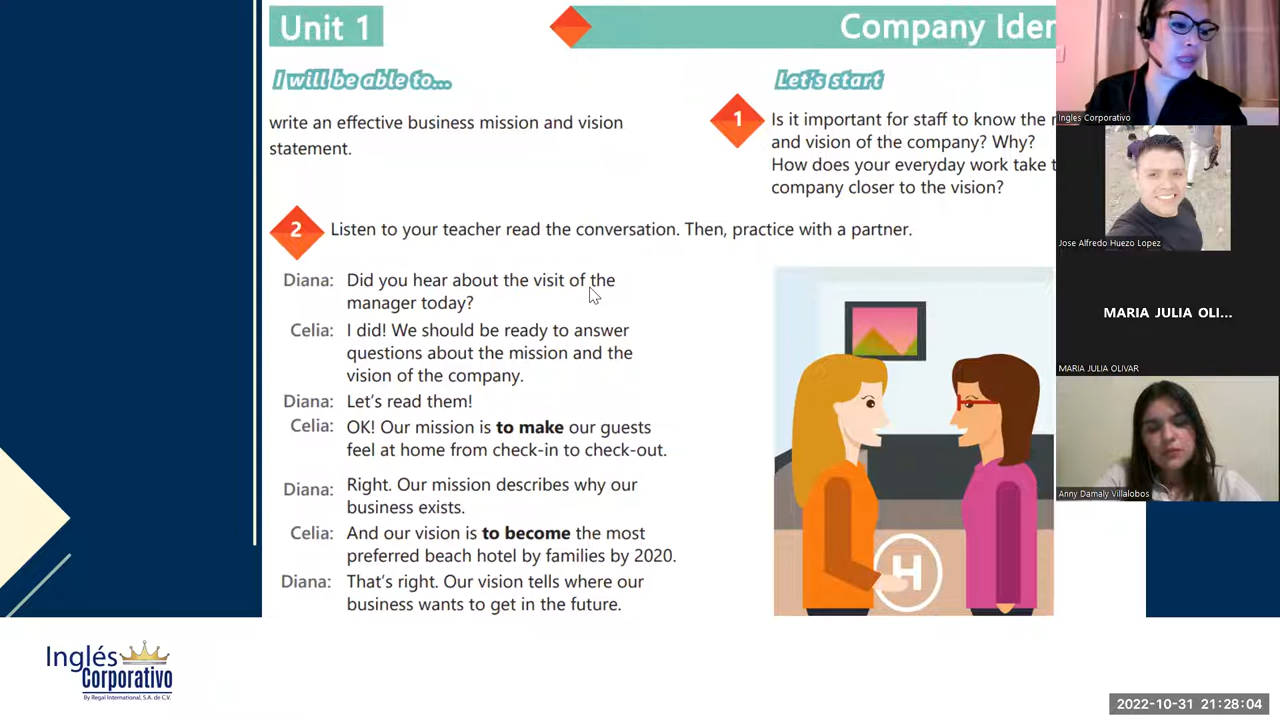 Unit 1
Company Iden
I will be able to...
write an effective business mission and vision
statement.
Let's start
1
Is it important for staff to know the
and vision of the company? Why?
How does your everyday work take
company closer to the vision?
2
Listen to your teacher read the conversation. Then, practice with a partner.
Diana: Did you hear about the visit of the
manager today?
Celia: I did! We should be ready to answer
questions about the mission and the
vision of the company.
Diana: Let's read them!
Celia: OK! Our mission is to make our guests
feel at home from check-in to check-out.
Diana: Right. Our mission describes why our
business exists.
Celia: And our vision is to become the most
preferred beach hotel by families by 2020.
Diana: That's right. Our vision tells where our
business wants to get in the future.
H
Ingles Corporativo
Jose Alfredo Huezo Lopez
MARIA JULIA OLI...
MARIA JULIA OLIVAR
Anny Damaly Villalobos
Inglés
Corporativo
By Regal International, S.A. de C.V.
2022-10-31 21:28:04